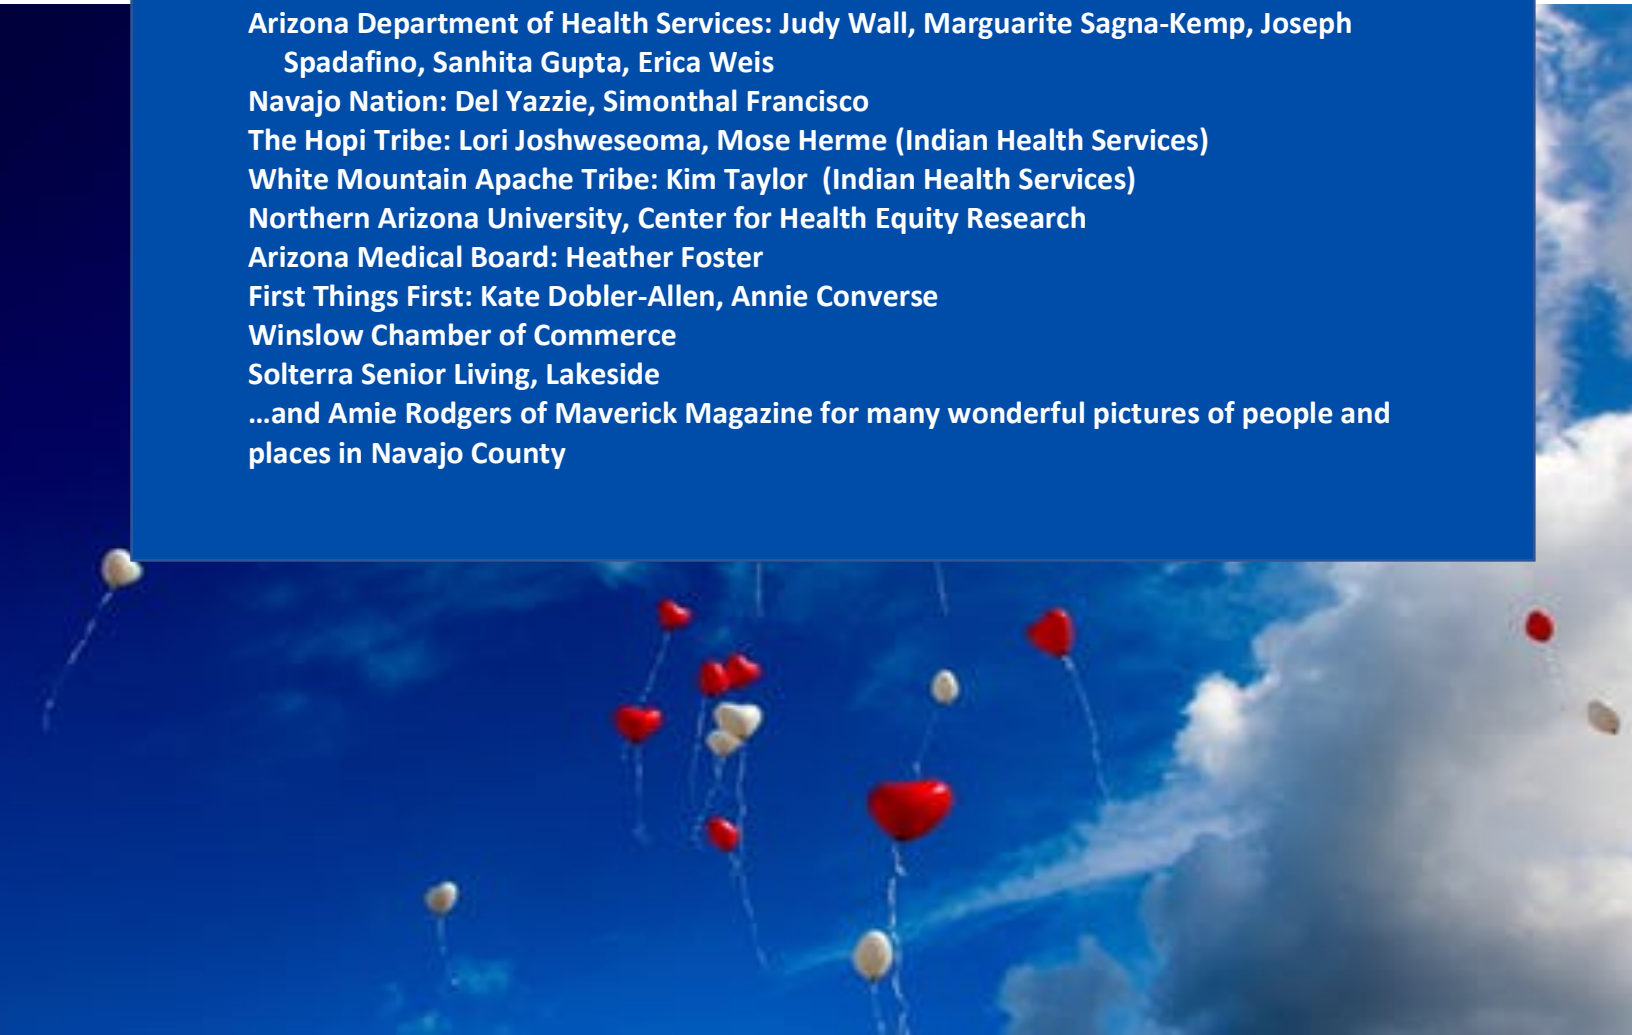 Arizona Department of Health Services: Judy Wall, Marguarite Sagna-Kemp, Joseph
Spadafino, Sanhita Gupta, Erica Weis
Navajo Nation: Del Yazzie, Simonthal Francisco
The Hopi Tribe: Lori Joshweseoma, Mose Herme (Indian Health Services)
White Mountain Apache Tribe: Kim Taylor  (Indian Health Services)
Northern Arizona University, Center for Health Equity Research
Arizona Medical Board: Heather Foster
First Things First: Kate Dobler-Allen, Annie Converse
Winslow Chamber of Commerce
Solterra Senior Living, Lakeside
…and Amie Rodgers of Maverick Magazine for many wonderful pictures of people and
places in Navajo County